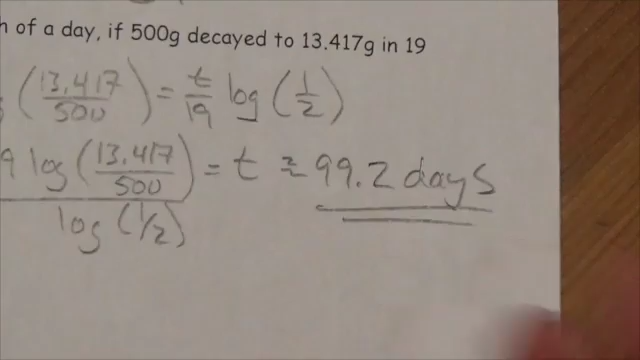 of a day, if 500g decayed to 13.417g in 19
(13.417/500) = t/19 log (1/2)
9 log (13.417/500) = t ≈ 99.2 days
log (1/2)